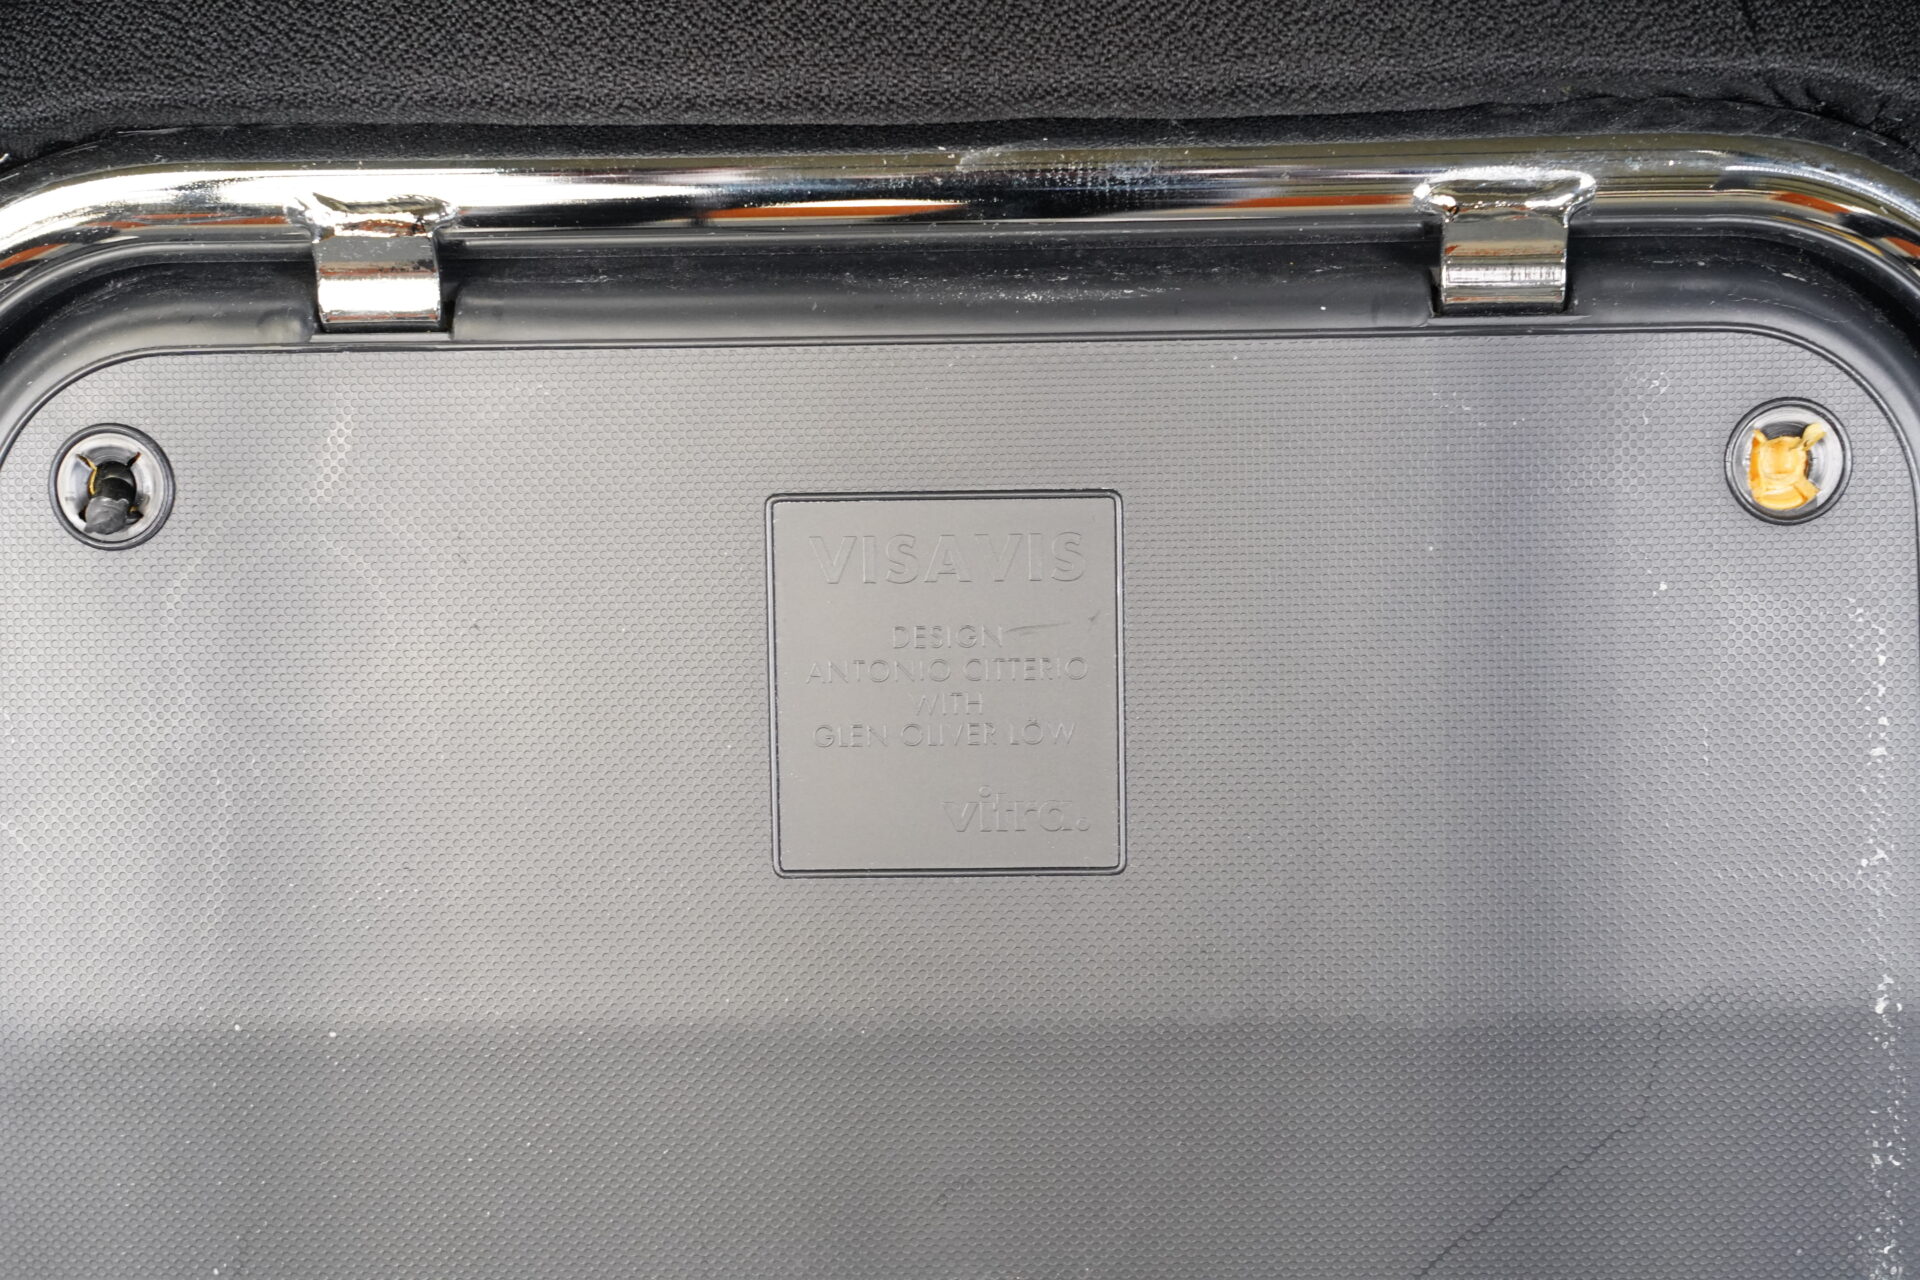 VISAVIS
DESIGN
ANTONIO CITTERIO
WITH
GLEN OLIVER LÖW
vitra.